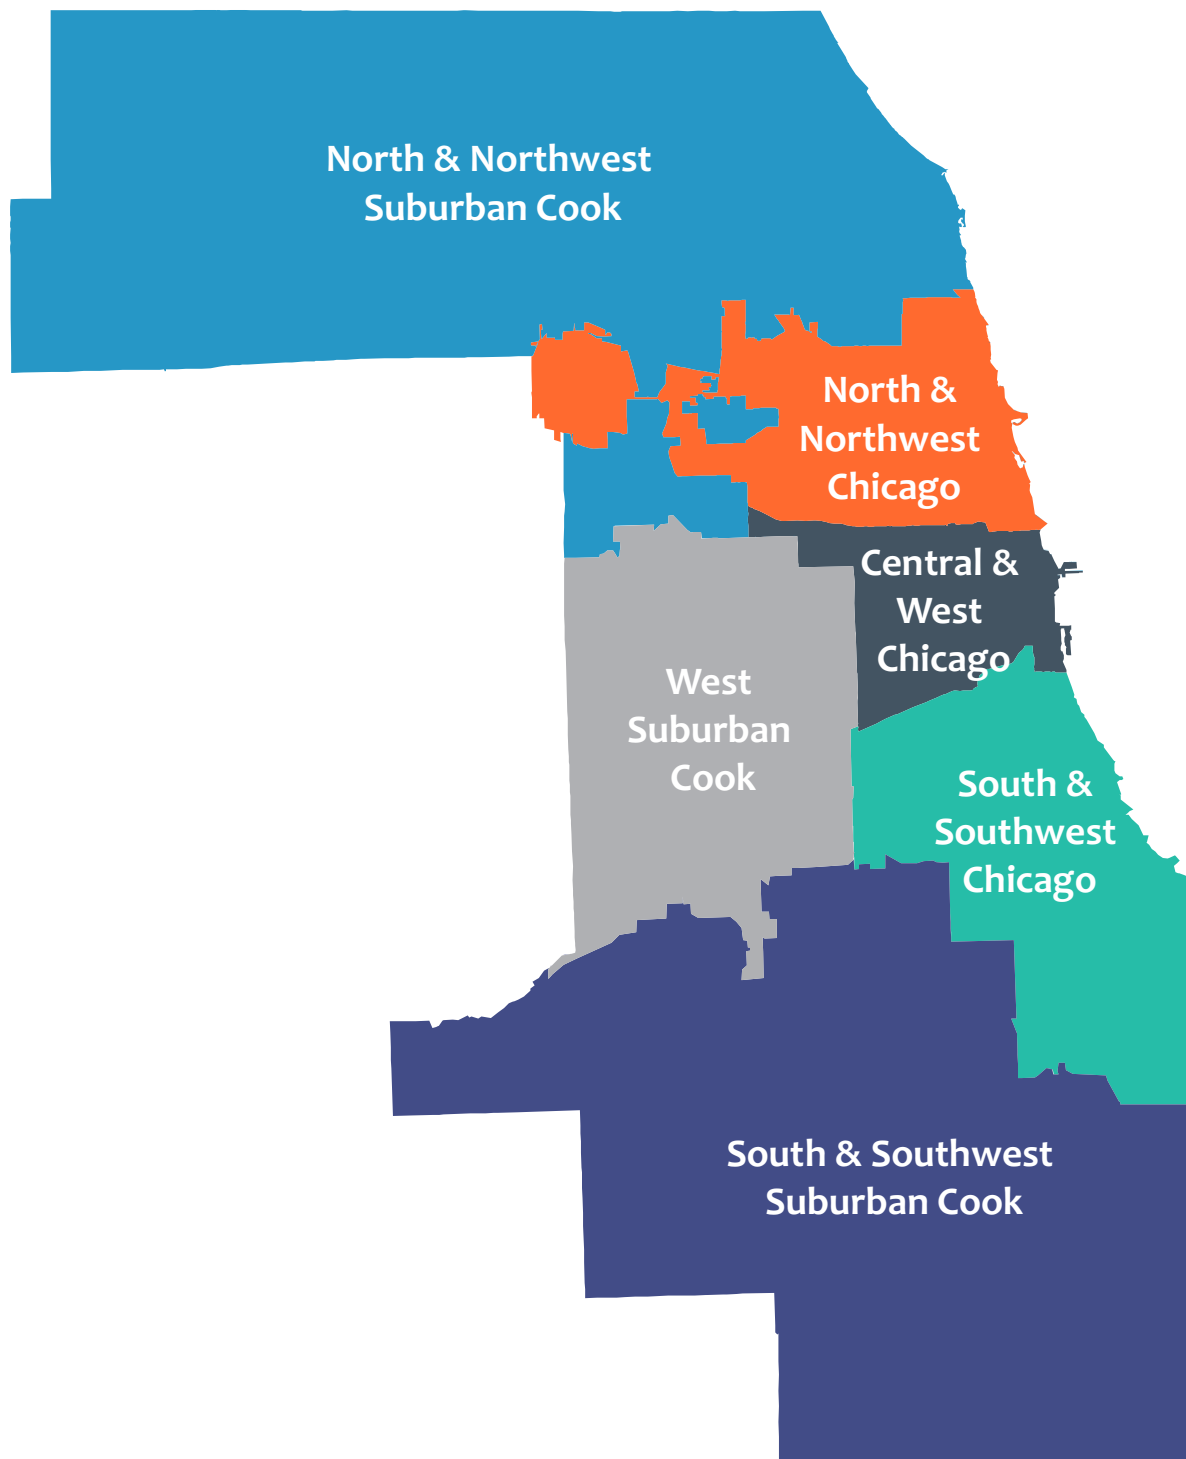 North & Northwest
Suburban Cook
North &
Northwest
Chicago
Central &
West
Chicago
West
Suburban
Cook
South &
Southwest
Chicago
South & Southwest
Suburban Cook